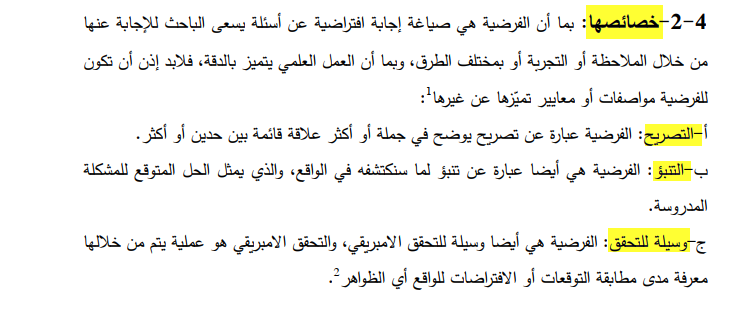 4-2-خصائصها: بما أن الفرضية هي صياغة إجابة افتراضية عن أسئلة يسعى الباحث للإجابة عنها
من خلال الملاحظة أو التجربة أو بمختلف الطرق، وبما أن العمل العلمي يتميز بالدقة، فلابد إذن أن تكون
للفرضية مواصفات أو معايير تميّزها عن غيرها1:
أ-التصريح: الفرضية عبارة عن تصريح يوضح في جملة أو أكثر علاقة قائمة بين حدين أو أكثر.
ب-التنبؤ: الفرضية هي أيضا عبارة عن تنبؤ لما سنكتشفه في الواقع، والذي يمثل الحل المتوقع للمشكلة
المدروسة.
ج-وسيلة للتحقق: الفرضية هي أيضا وسيلة للتحقق الامبريقي، والتحقق الامبريقي هو عملية يتم من خلالها
معرفة مدى مطابقة التوقعات أو الافتراضات للواقع أي الظواهر.2